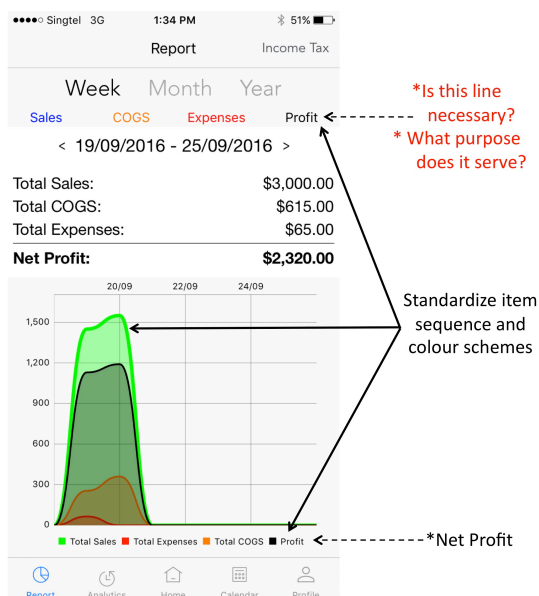 Singtel 3G 1:34 PM 51%
Report Income Tax
Week Month Year
Sales COGS Expenses Profit
< 19/09/2016 - 25/09/2016 >
Total Sales: $3,000.00
Total COGS: $615.00
Total Expenses: $65.00
Net Profit: $2,320.00
20/09 22/09 24/09
1,500
1,200
900
600
300
0
Total Sales Total Expenses Total COGS Profit
Report Analytics Home Calendar Profile
*Is this line
necessary?
* What purpose
does it serve?
Standardize item
sequence and
colour schemes
*Net Profit